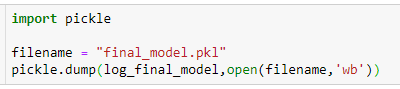 import pickle
filename = "final_model.pkl"
pickle.dump(log_final_model,open(filename,'wb'))